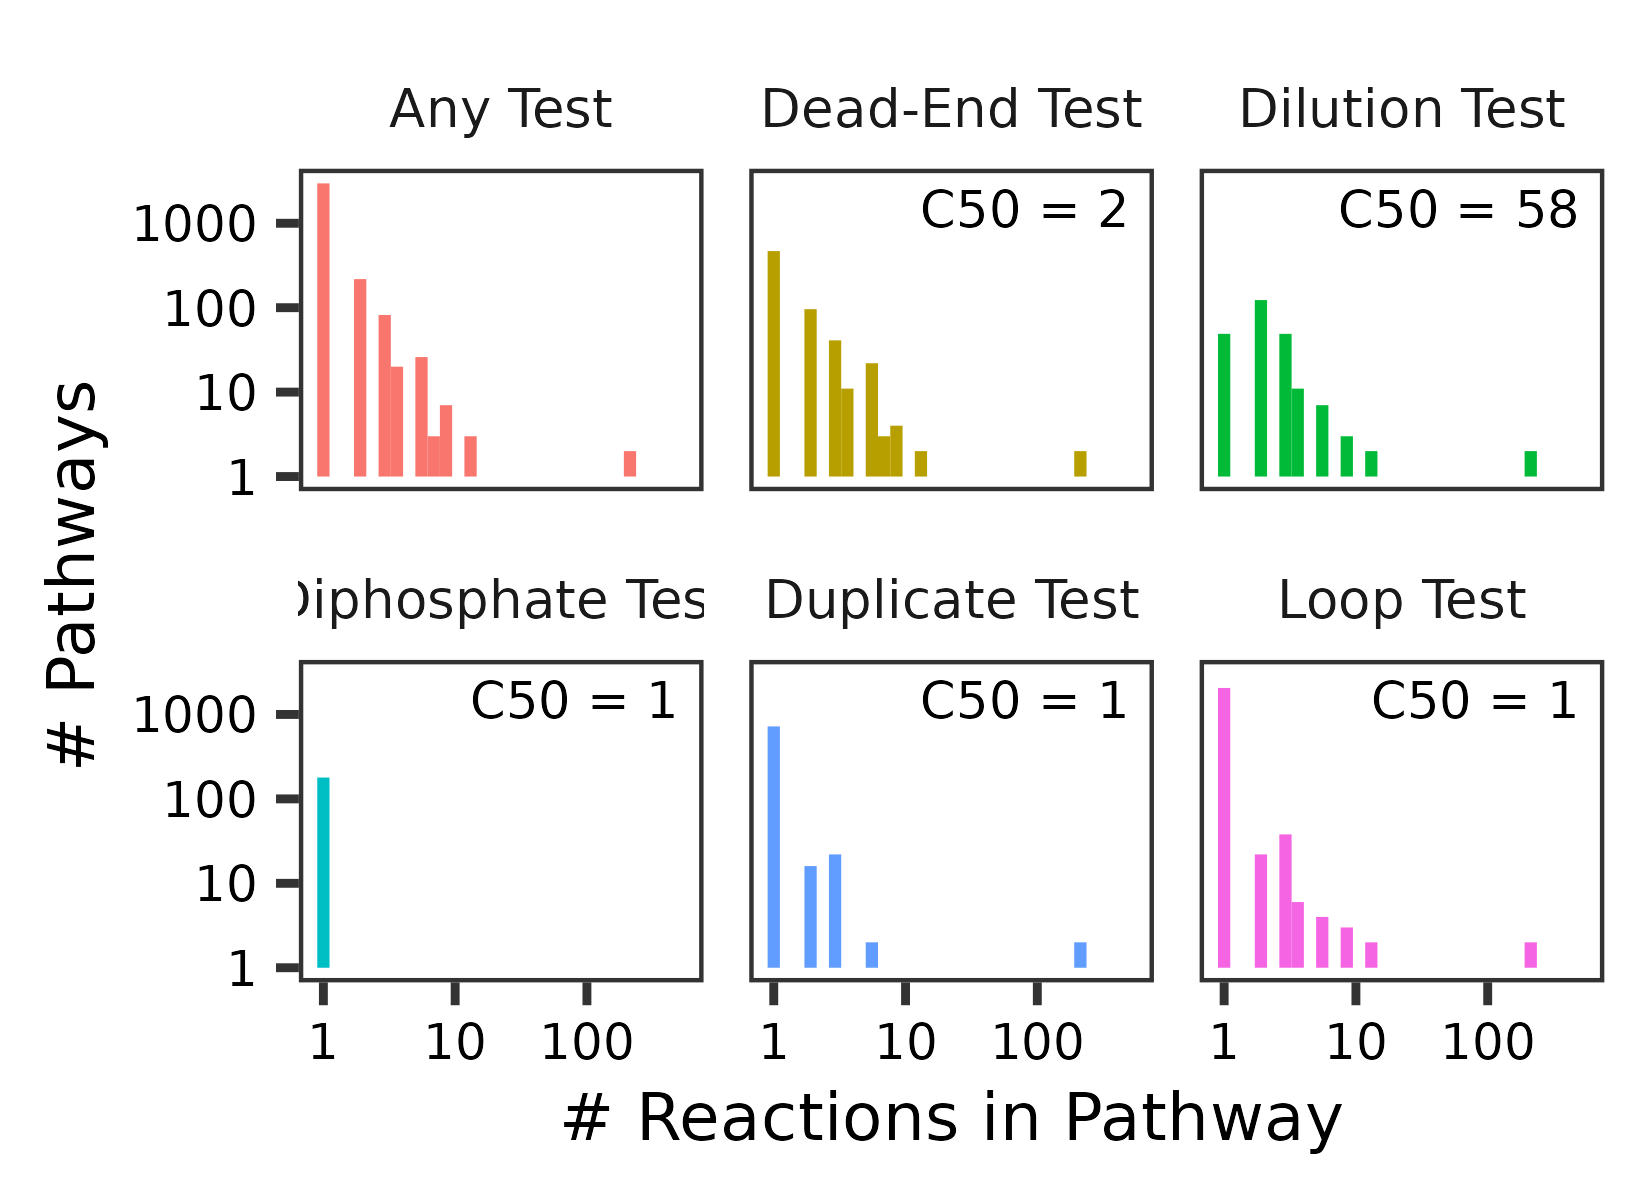 Any Test
Dead-End Test
Dilution Test
C50 = 2
C50 = 58
1000
100
10
1
# Pathways
Diphosphate Tes
Duplicate Test
Loop Test
C50 = 1
C50 = 1
C50 = 1
1000
100
10
1
1 10 100
1 10 100
1 10 100
# Reactions in Pathway